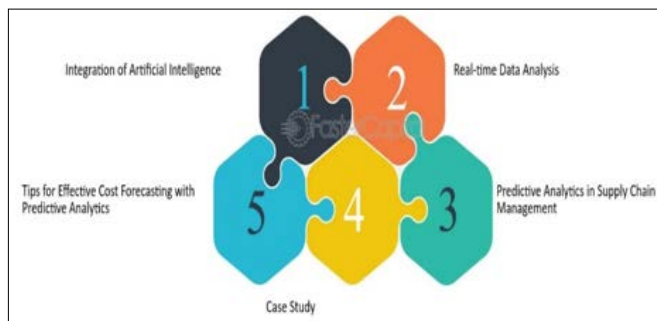 Integration of Artificial Intelligence
1
2
Real-time Data Analysis
FasterCapital
Tips for Effective Cost Forecasting with
Predictive Analytics
5
4
3
Predictive Analytics in Supply Chain
Management
Case Study